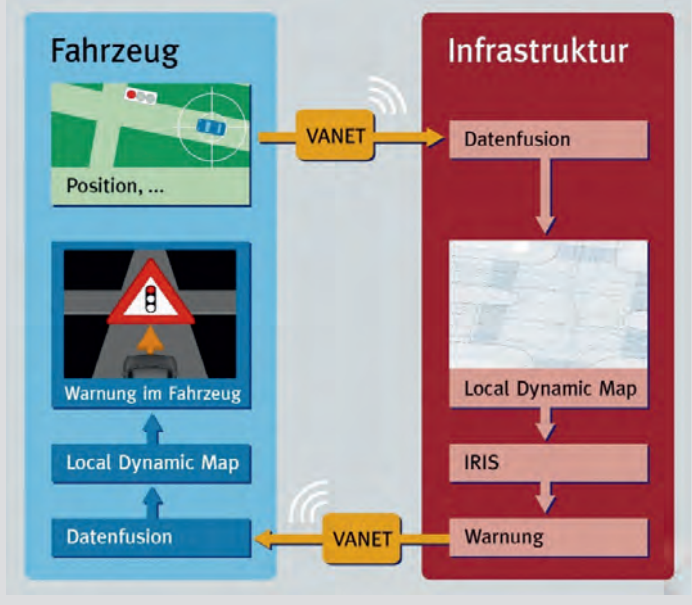 Fahrzeug
Position, ...
Warnung im Fahrzeug
Local Dynamic Map
Datenfusion
VANET
VANET
Infrastruktur
Datenfusion
Local Dynamic Map
IRIS
Warnung